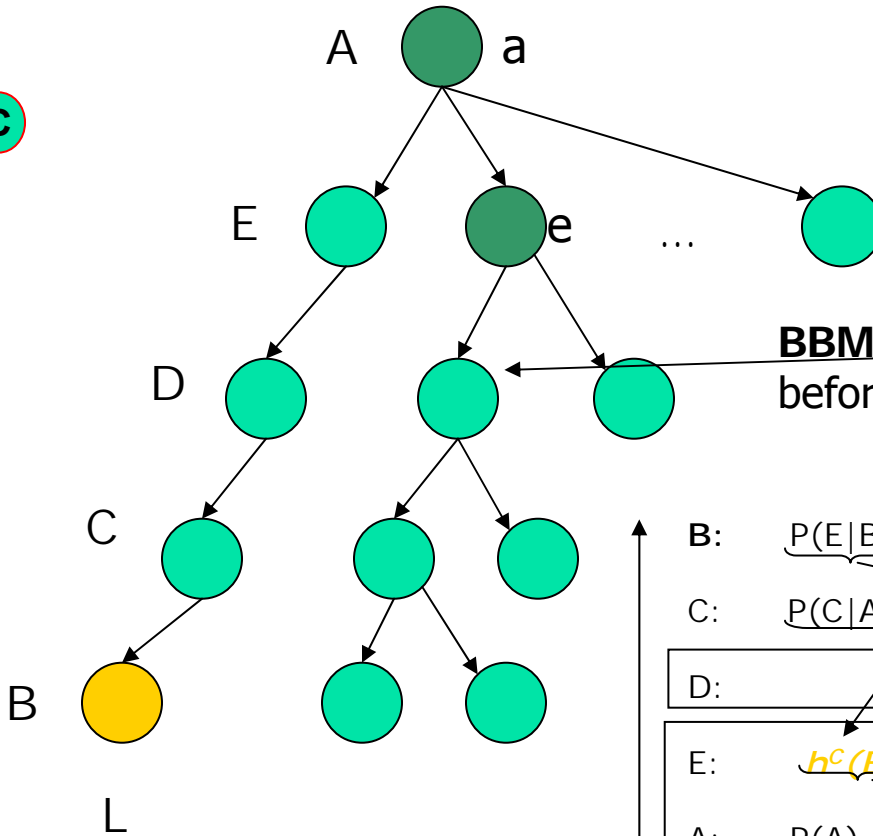 A a
C
E e ...
BBM
D
befor
C
B: P(E|B
C: P(C|A
D:
B
E: h^C(
A: P(A)
L